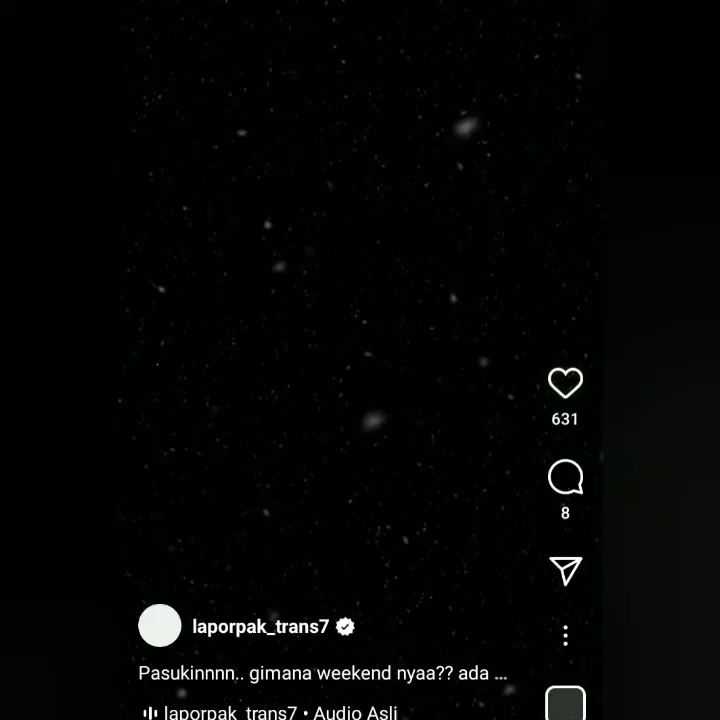 631
8
laporpak_trans7
Pasukinnnn.. gimana weekend nyaa?? ada ...
laporpak_trans7 • Audio Asli